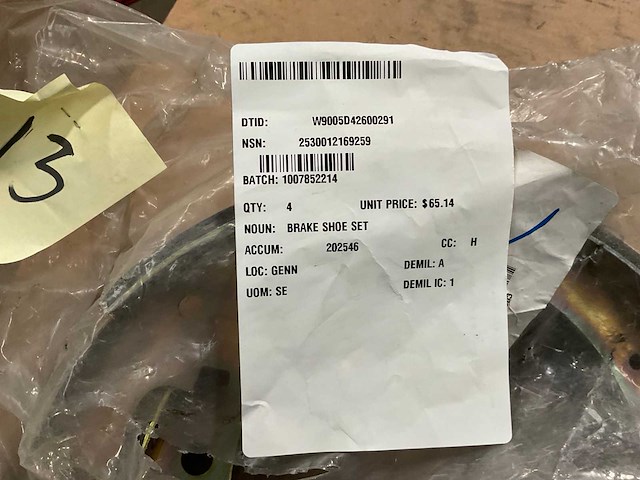 DTID: W9005D42600291
NSN: 2530012169259
BATCH: 1007852214
QTY: 4 UNIT PRICE: $65.14
NOUN: BRAKE SHOE SET
ACCUM: 202546 CC: H
LOC: GENN DEMIL: A
UOM: SE DEMIL IC: 1
13